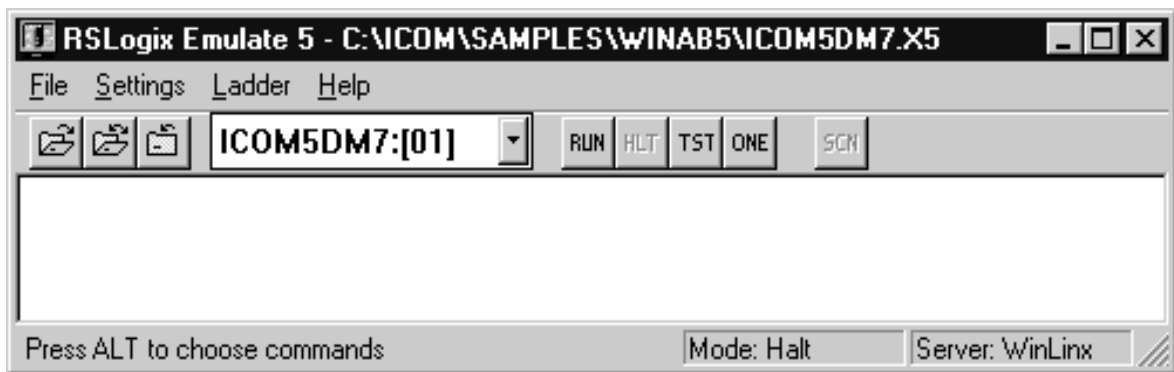 RSLogix Emulate 5 - C:\ICOM\SAMPLES\WINAB5\ICOM5DM7.X5
File Settings Ladder Help
ICOM5DM7:[01] RUN HLT TST ONE SCN
Press ALT to choose commands Mode: Halt Server: WinLinx